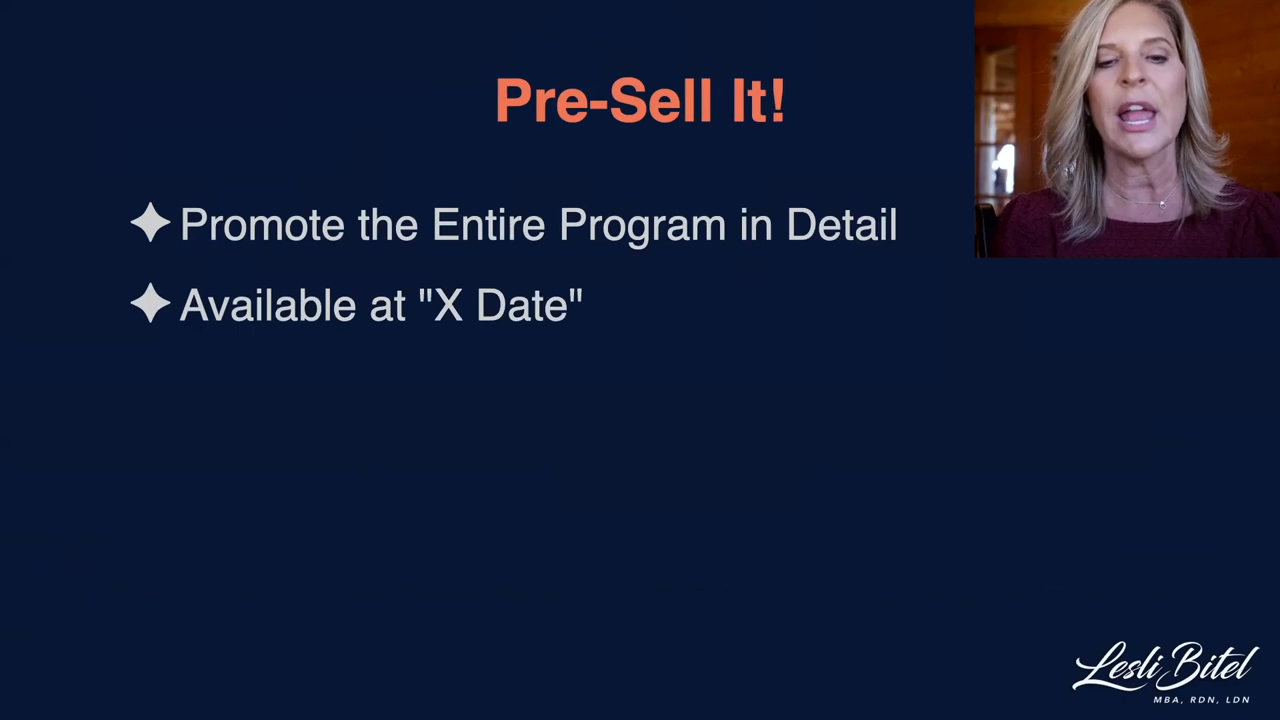 Pre-Sell It!
Promote the Entire Program in Detail
Available at "X Date"
Lesli Bitel
MBA, RDN, LDN